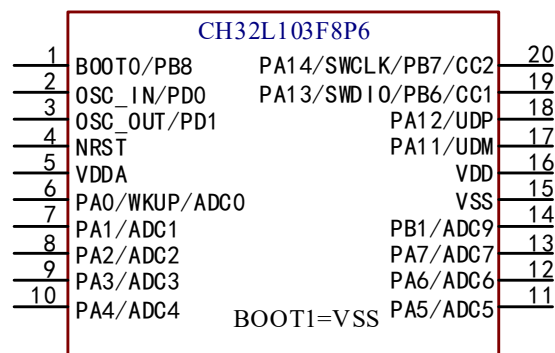 CH32L103F8P6
1 BOOT0/PB8 PA14/SWCLK/PB7/CC2 20
2 OSC_IN/PD0 PA13/SWDIO/PB6/CC1 19
3 OSC_OUT/PD1 PA12/UDP 18
4 NRST PA11/UDM 17
5 VDDA VDD 16
6 PA0/WKUP/ADC0 VSS 15
7 PA1/ADC1 PB1/ADC9 14
8 PA2/ADC2 PA7/ADC7 13
9 PA3/ADC3 PA6/ADC6 12
10 PA4/ADC4 PA5/ADC5 11
BOOT1=VSS